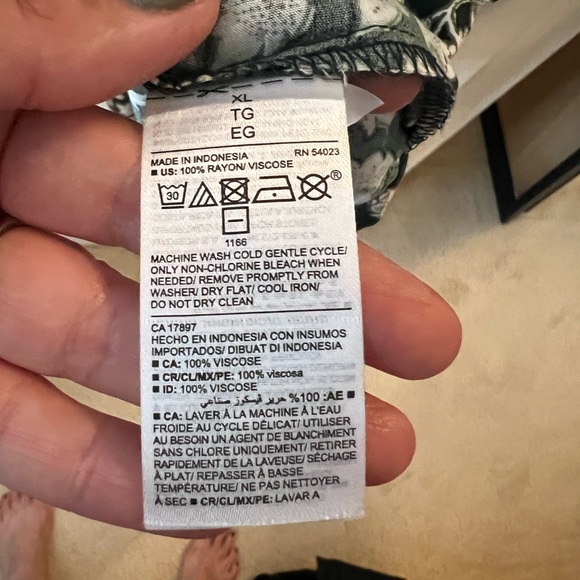 XL
TG
EG
MADE IN INDONESIA RN 54023
■ US: 100% RAYON/ VISCOSE
30 ®
1166
MACHINE WASH COLD GENTLE CYCLE/
ONLY NON-CHLORINE BLEACH WHEN
NEEDED/ REMOVE PROMPTLY FROM
WASHER/ DRY FLAT/ COOL IRON/
DO NOT DRY CLEAN
CA 17897
HECHO EN INDONESIA CON INSUMOS
IMPORTADOS/ DIBUAT DI INDONESIA
■ CA: 100% VISCOSE
■ CR/CL/MX/PE: 100% viscosa
■ ID: 100% VISCOSE
■ AE: 100% حرير فيسكوز صناعي
■ CA: LAVER À LA MACHINE À L'EAU
FROIDE AU CYCLE DÉLICAT/ UTILISER
AU BESOIN UN AGENT DE BLANCHIMENT
SANS CHLORE UNIQUEMENT/ RETIRER
RAPIDEMENT DE LA LAVEUSE/ SÉCHAGE
À PLAT/ REPASSER À BASSE
TEMPÉRATURE/ NE PAS NETTOYER
À SEC ■ CR/CL/MX/PE: LAVAR A